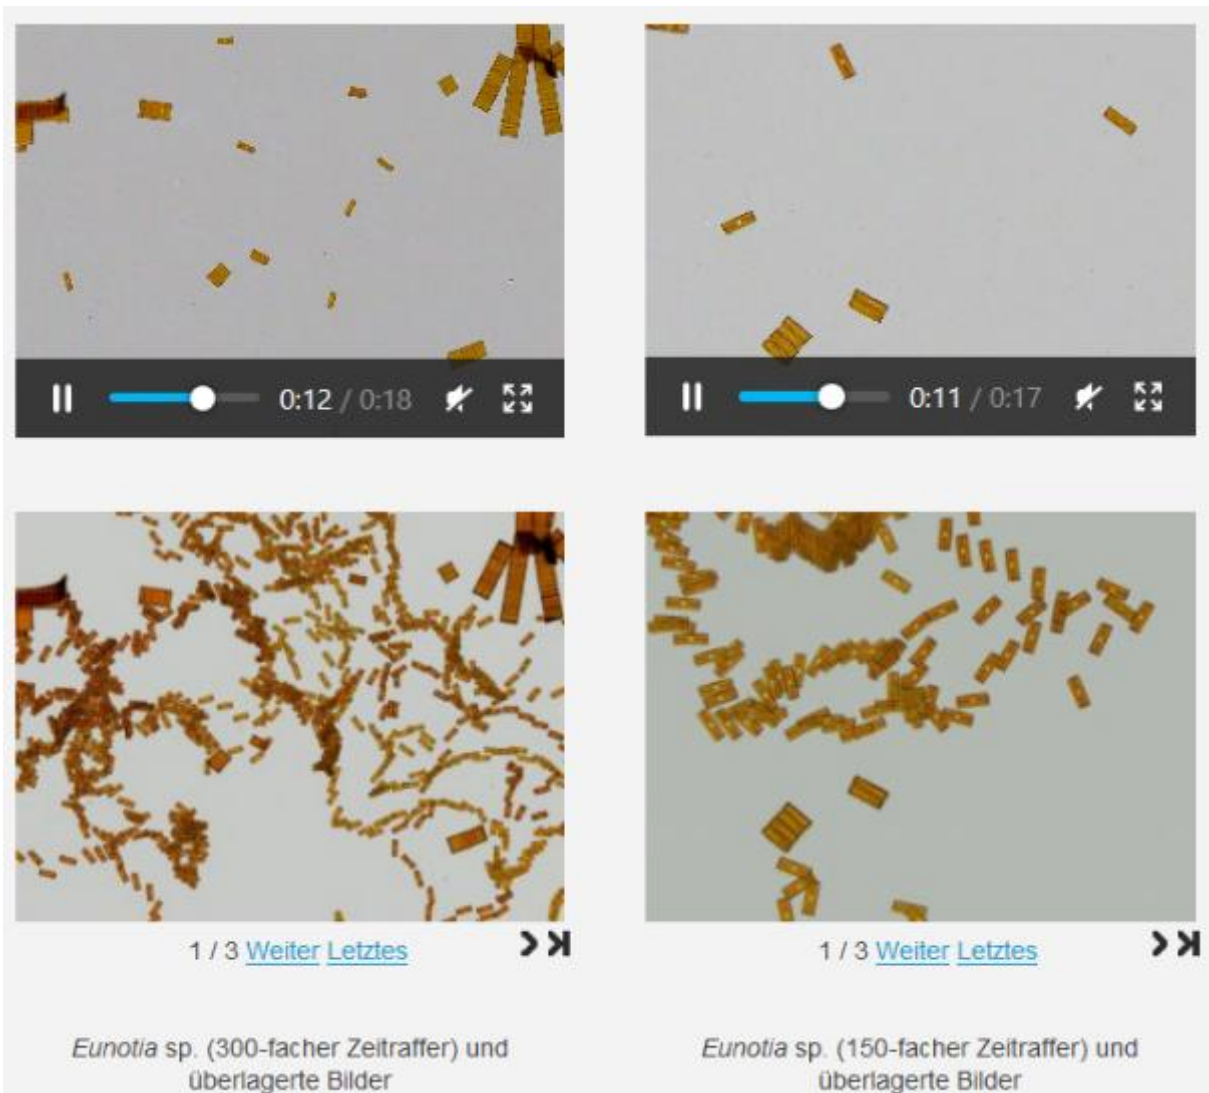 0:12 / 0:18
0:11 / 0:17
1 / 3 Weiter Letztes
1 / 3 Weiter Letztes
Eunotia sp. (300-facher Zeitraffer) und
überlagerte Bilder
Eunotia sp. (150-facher Zeitraffer) und
überlagerte Bilder